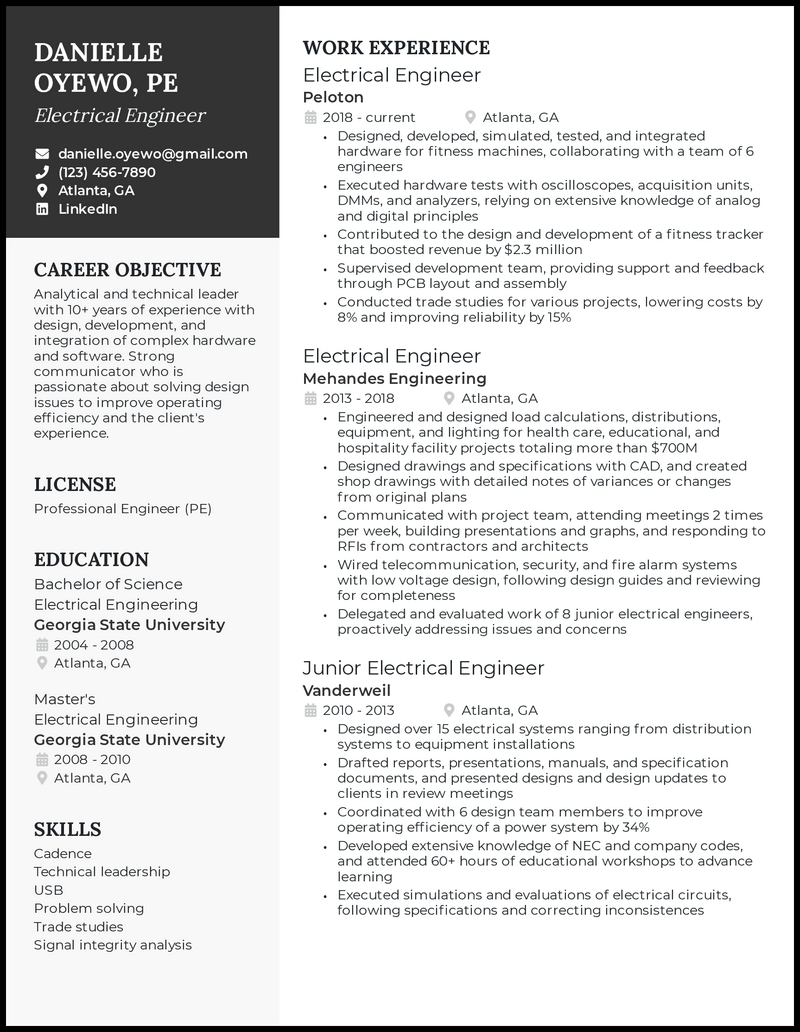 DANIELLE
OYEWO, PE
Electrical Engineer
danielle.oyewo@gmail.com
(123) 456-7890
Atlanta, GA
LinkedIn
CAREER OBJECTIVE
Analytical and technical leader
with 10+ years of experience with
design, development, and
integration of complex hardware
and software. Strong
communicator who is
passionate about solving design
issues to improve operating
efficiency and the client's
experience.
LICENSE
Professional Engineer (PE)
EDUCATION
Bachelor of Science
Electrical Engineering
Georgia State University
2004 - 2008
Atlanta, GA
Master's
Electrical Engineering
Georgia State University
2008 - 2010
Atlanta, GA
SKILLS
Cadence
Technical leadership
USB
Problem solving
Trade studies
Signal integrity analysis
WORK EXPERIENCE
Electrical Engineer
Peloton
2018 - current Atlanta, GA
• Designed, developed, simulated, tested, and integrated
hardware for fitness machines, collaborating with a team of 6
engineers
• Executed hardware tests with oscilloscopes, acquisition units,
DMMs, and analyzers, relying on extensive knowledge of analog
and digital principles
• Contributed to the design and development of a fitness tracker
that boosted revenue by $2.3 million
• Supervised development team, providing support and feedback
through PCB layout and assembly
• Conducted trade studies for various projects, lowering costs by
8% and improving reliability by 15%
Electrical Engineer
Mehandes Engineering
2013 - 2018 Atlanta, GA
• Engineered and designed load calculations, distributions,
equipment, and lighting for health care, educational, and
hospitality facility projects totaling more than $700M
• Designed drawings and specifications with CAD, and created
shop drawings with detailed notes of variances or changes
from original plans
• Communicated with project team, attending meetings 2 times
per week, building presentations and graphs, and responding to
RFIs from contractors and architects
• Wired telecommunication, security, and fire alarm systems
with low voltage design, following design guides and reviewing
for completeness
• Delegated and evaluated work of 8 junior electrical engineers,
proactively addressing issues and concerns
Junior Electrical Engineer
Vanderweil
2010 - 2013 Atlanta, GA
• Designed over 15 electrical systems ranging from distribution
systems to equipment installations
• Drafted reports, presentations, manuals, and specification
documents, and presented designs and design updates to
clients in review meetings
• Coordinated with 6 design team members to improve
operating efficiency of a power system by 34%
• Developed extensive knowledge of NEC and company codes,
and attended 60+ hours of educational workshops to advance
learning
• Executed simulations and evaluations of electrical circuits,
following specifications and correcting inconsistences